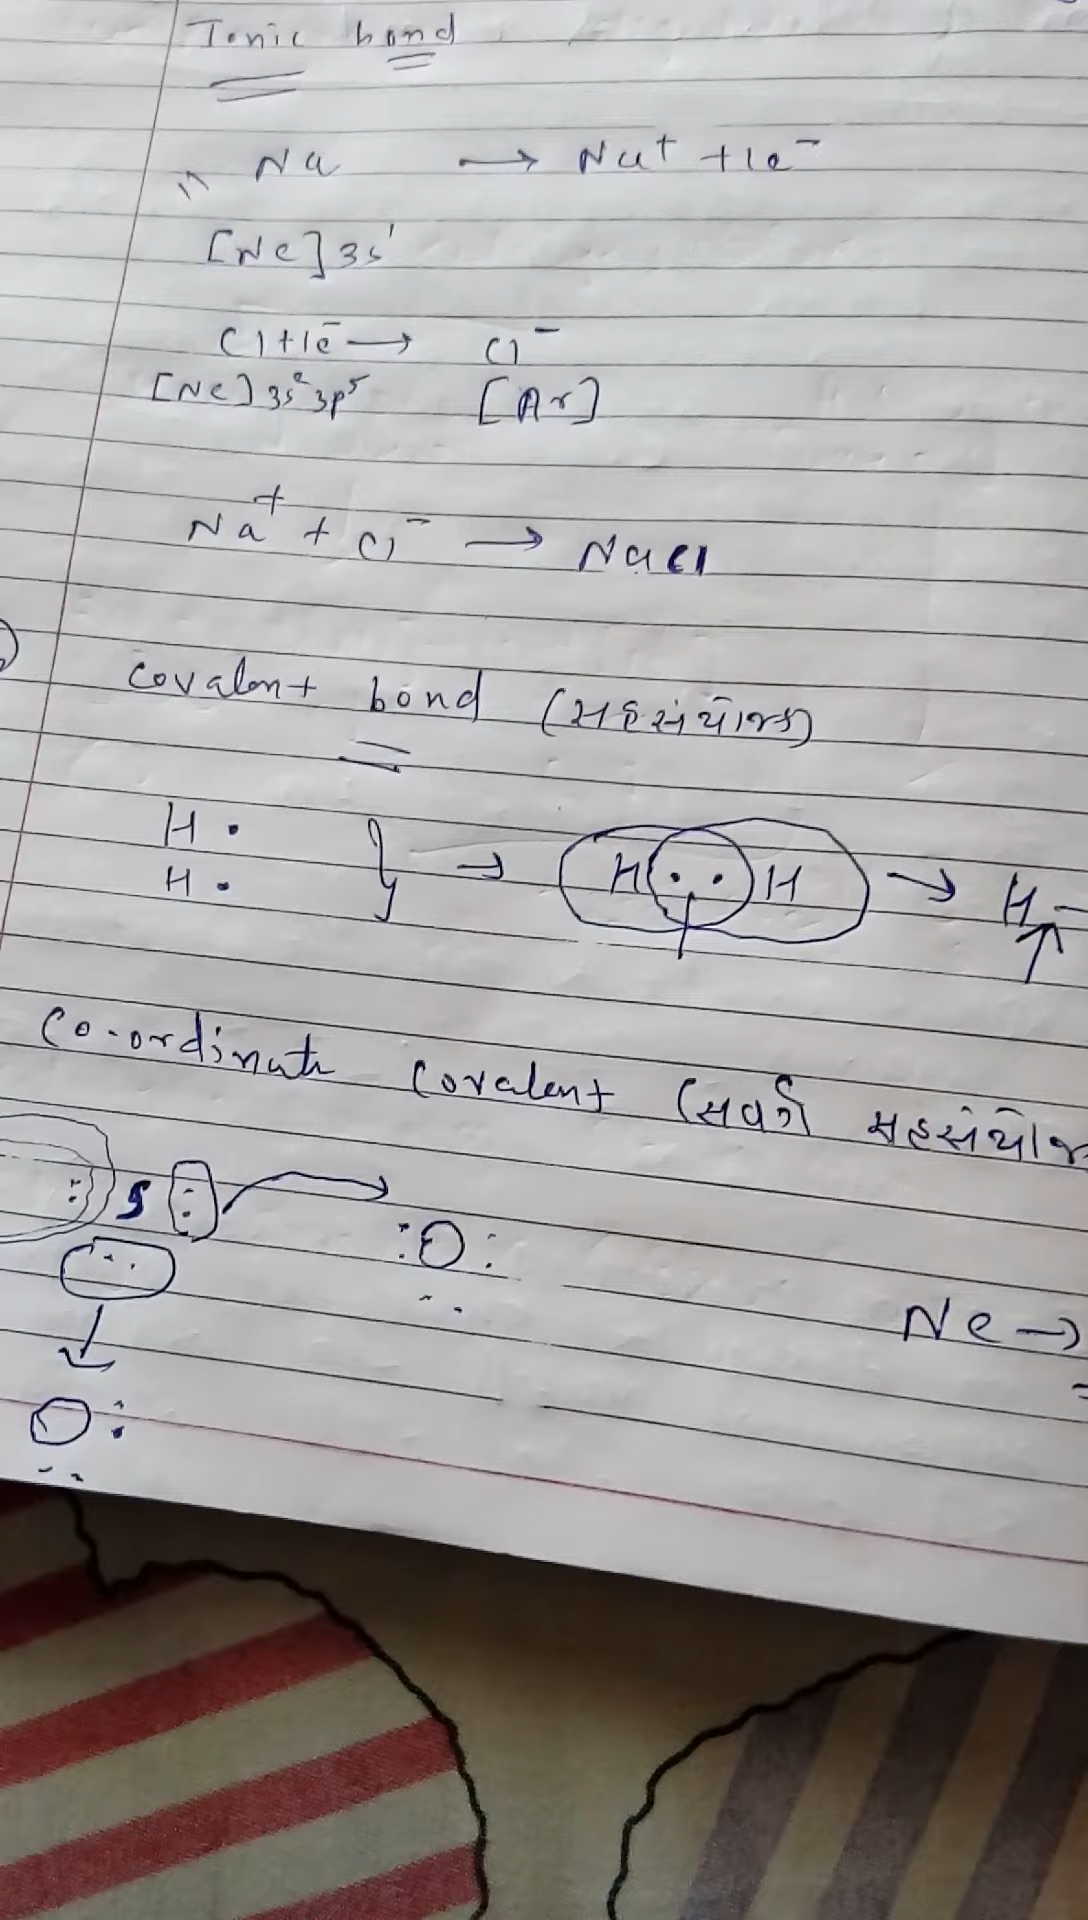 Ionic bond
11 Na → Na⁺ + 1e⁻
[Ne] 3s¹
Cl + 1e⁻ → Cl⁻
[Ne] 3s² 3p⁵ [Ar]
Na⁺ + Cl⁻ → NaCl
Covalent bond (સહસંયોજક)
H •
H • } → H : H → H –
Co-ordinate covalent (સવર્ગ સહસંયોજ
: S : → : O :
. .
Ne →
O :
. .